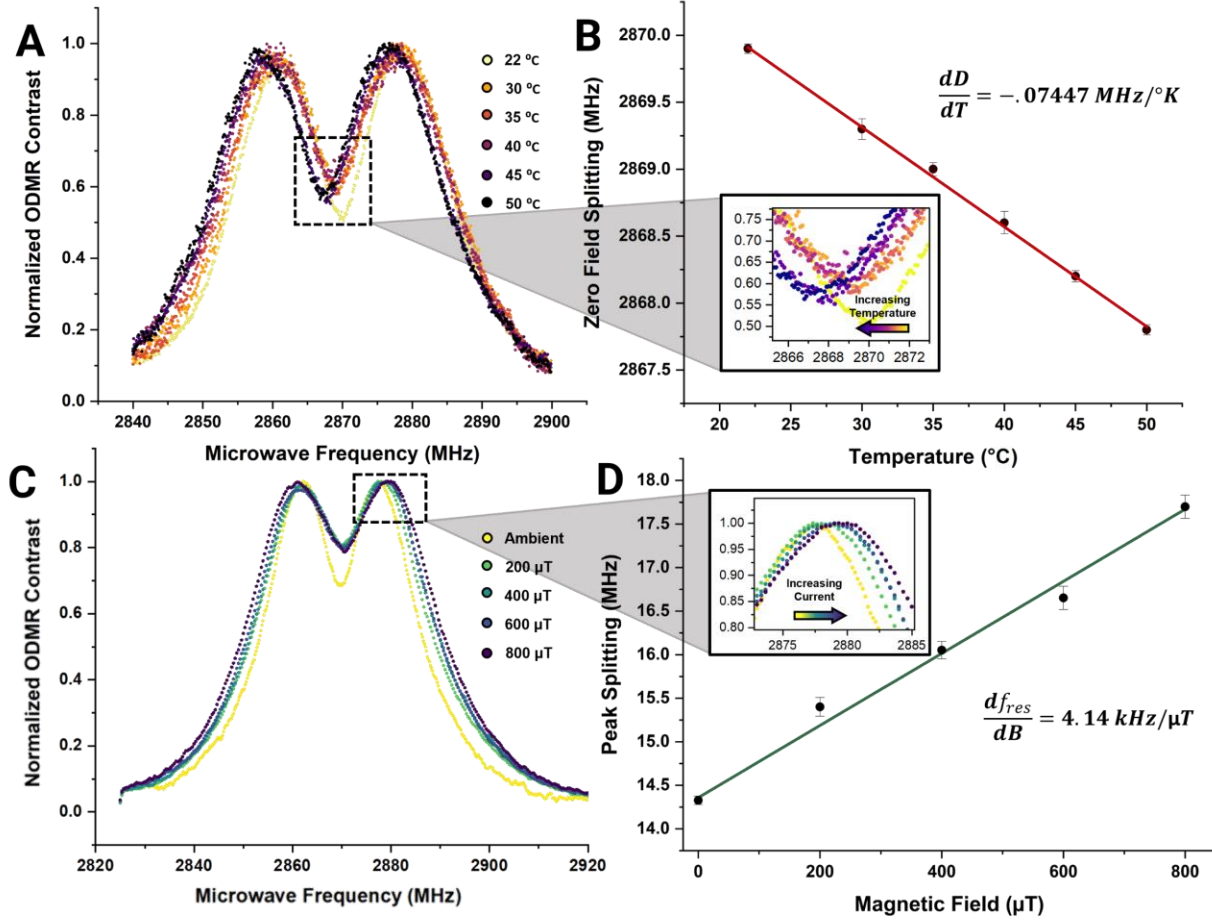 A
Normalized ODMR Contrast
1.0
0.8
0.6
0.4
0.2
0.0
2840 2850 2860 2870 2880 2890 2900
Microwave Frequency (MHz)
22 ºC
30 ºC
35 ºC
40 ºC
45 ºC
50 ºC
B
Zero Field Splitting (MHz)
2870.0
2869.5
2869.0
2868.5
2868.0
2867.5
20 25 30 35 40 45 50
Temperature (°C)
dD
dT
= −.07447 MHz/°K
0.75
0.70
0.65
0.60
0.55
0.50
2866 2868 2870 2872
Increasing
Temperature
C
Normalized ODMR Contrast
1.0
0.8
0.6
0.4
0.2
0.0
2820 2840 2860 2880 2900 2920
Microwave Frequency (MHz)
Ambient
200 µT
400 µT
600 µT
800 µT
D
Peak Splitting (MHz)
18.0
17.5
17.0
16.5
16.0
15.5
15.0
14.5
14.0
0 200 400 600 800
Magnetic Field (µT)
df res
dB
= 4.14 kHz/µT
1.00
0.95
0.90
0.85
0.80
2875 2880 2885
Increasing
Current